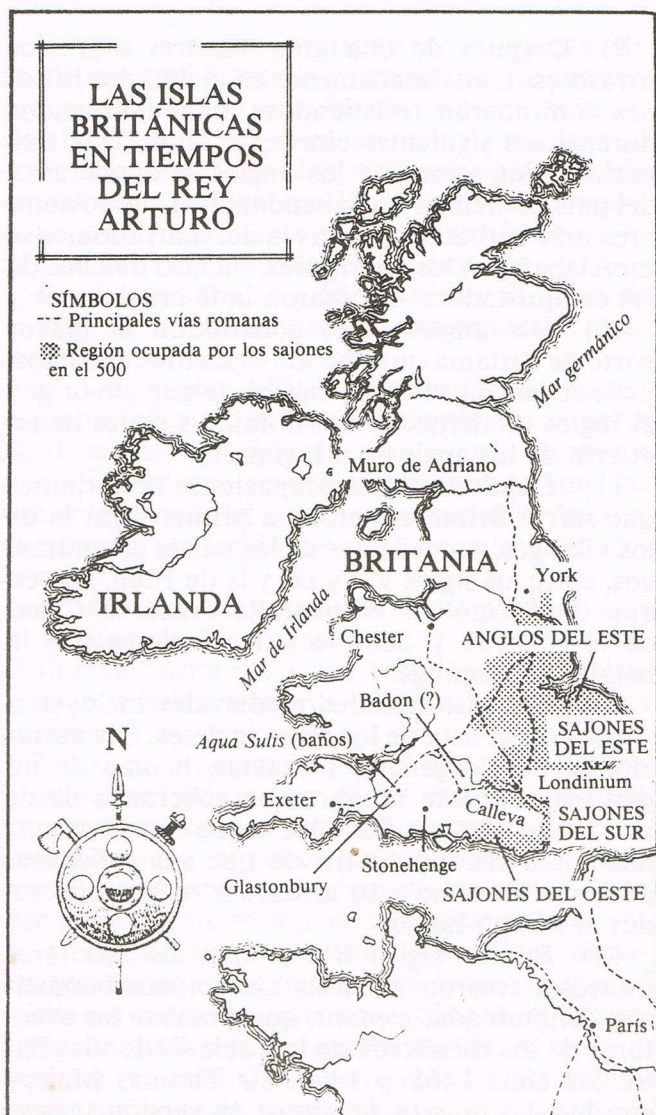 LAS ISLAS
BRITÁNICAS
EN TIEMPOS
DEL REY
ARTURO
SÍMBOLOS
--- Principales vías romanas
Región ocupada por los sajones
en el 500
Mar germánico
Muro de Adriano
IRLANDA
BRITANIA
Mar de Irlanda
York
Chester
ANGLOS DEL ESTE
Badon (?)
Aqua Sulis (baños)
SAJONES
DEL ESTE
Londinium
N
Exeter
Calleva
SAJONES
DEL SUR
Stonehenge
Glastonbury
SAJONES DEL OESTE
París